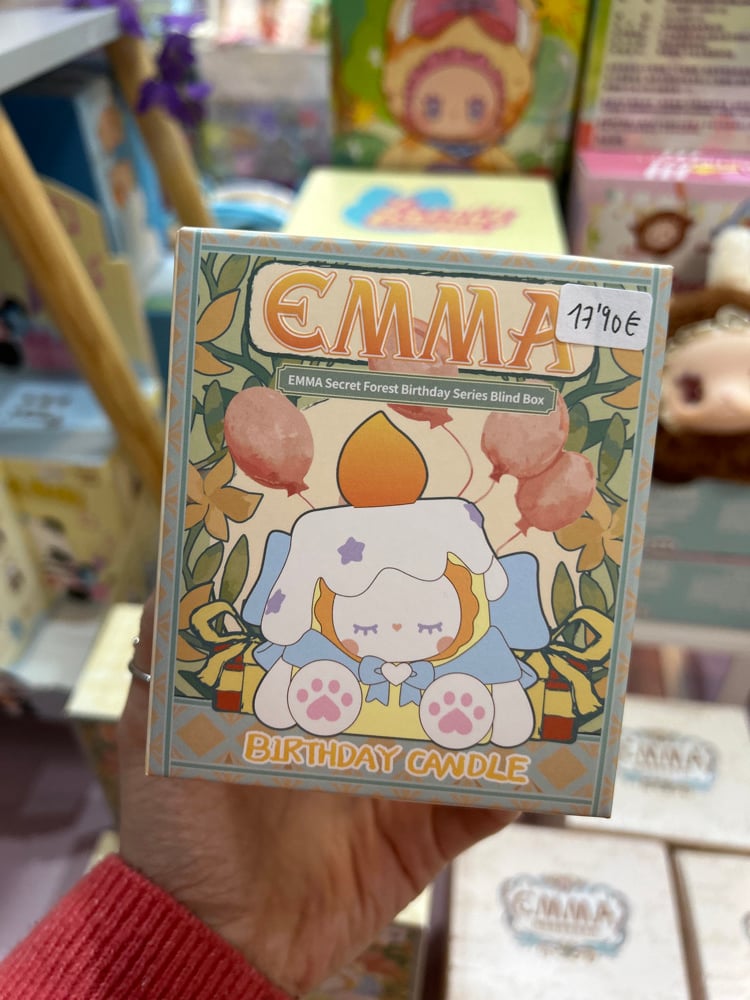 EMMA
17'90€
EMMA Secret Forest Birthday Series Blind Box
BIRTHDAY CANDLE
EMMA
EMMA